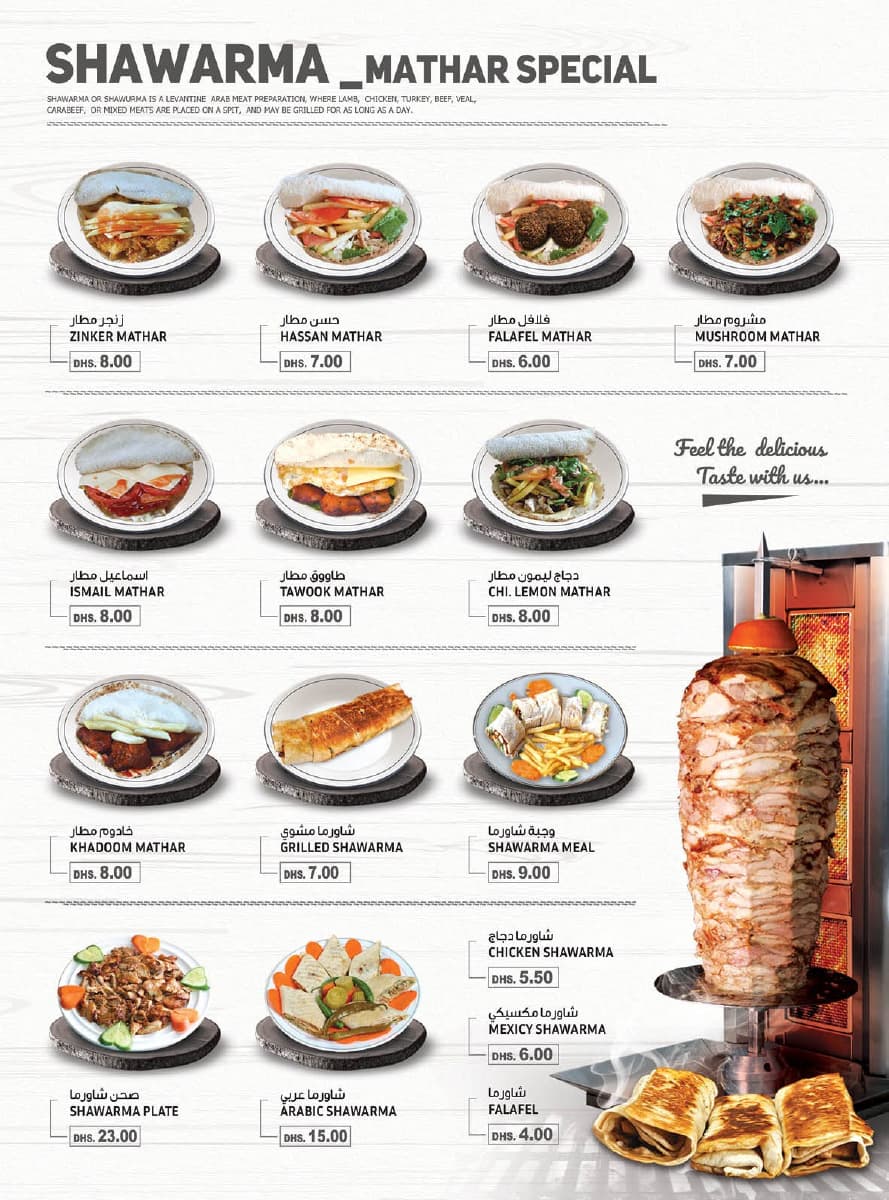 SHAWARMA _MATHAR SPECIAL
SHAWARMA OR SHAWURMA IS A LEVANTINE ARAB MEAT PREPARATION, WHERE LAMB, CHICKEN, TURKEY, BEEF, VEAL,
CARABEEF, OR MIXED MEATS ARE PLACED ON A SPIT, AND MAY BE GRILLED FOR AS LONG AS A DAY.
زنجر مطار
ZINKER MATHAR
DHS. 8.00
حسن مطار
HASSAN MATHAR
DHS. 7.00
فلافل مطار
FALAFEL MATHAR
DHS. 6.00
مشروم مطار
MUSHROOM MATHAR
DHS. 7.00
اسماعيل مطار
ISMAIL MATHAR
DHS. 8.00
طاووق مطار
TAWOOK MATHAR
DHS. 8.00
دجاج ليمون مطار
CHI. LEMON MATHAR
DHS. 8.00
Feel the delicious
Taste with us...
خادوم مطار
KHADOOM MATHAR
DHS. 8.00
شاورما مشوي
GRILLED SHAWARMA
DHS. 7.00
وجبة شاورما
SHAWARMA MEAL
DHS. 9.00
صحن شاورما
SHAWARMA PLATE
DHS. 23.00
شاورما عربي
ARABIC SHAWARMA
DHS. 15.00
شاورما دجاج
CHICKEN SHAWARMA
DHS. 5.50
شاورما مكسيكي
MEXICY SHAWARMA
DHS. 6.00
شاورما
FALAFEL
DHS. 4.00